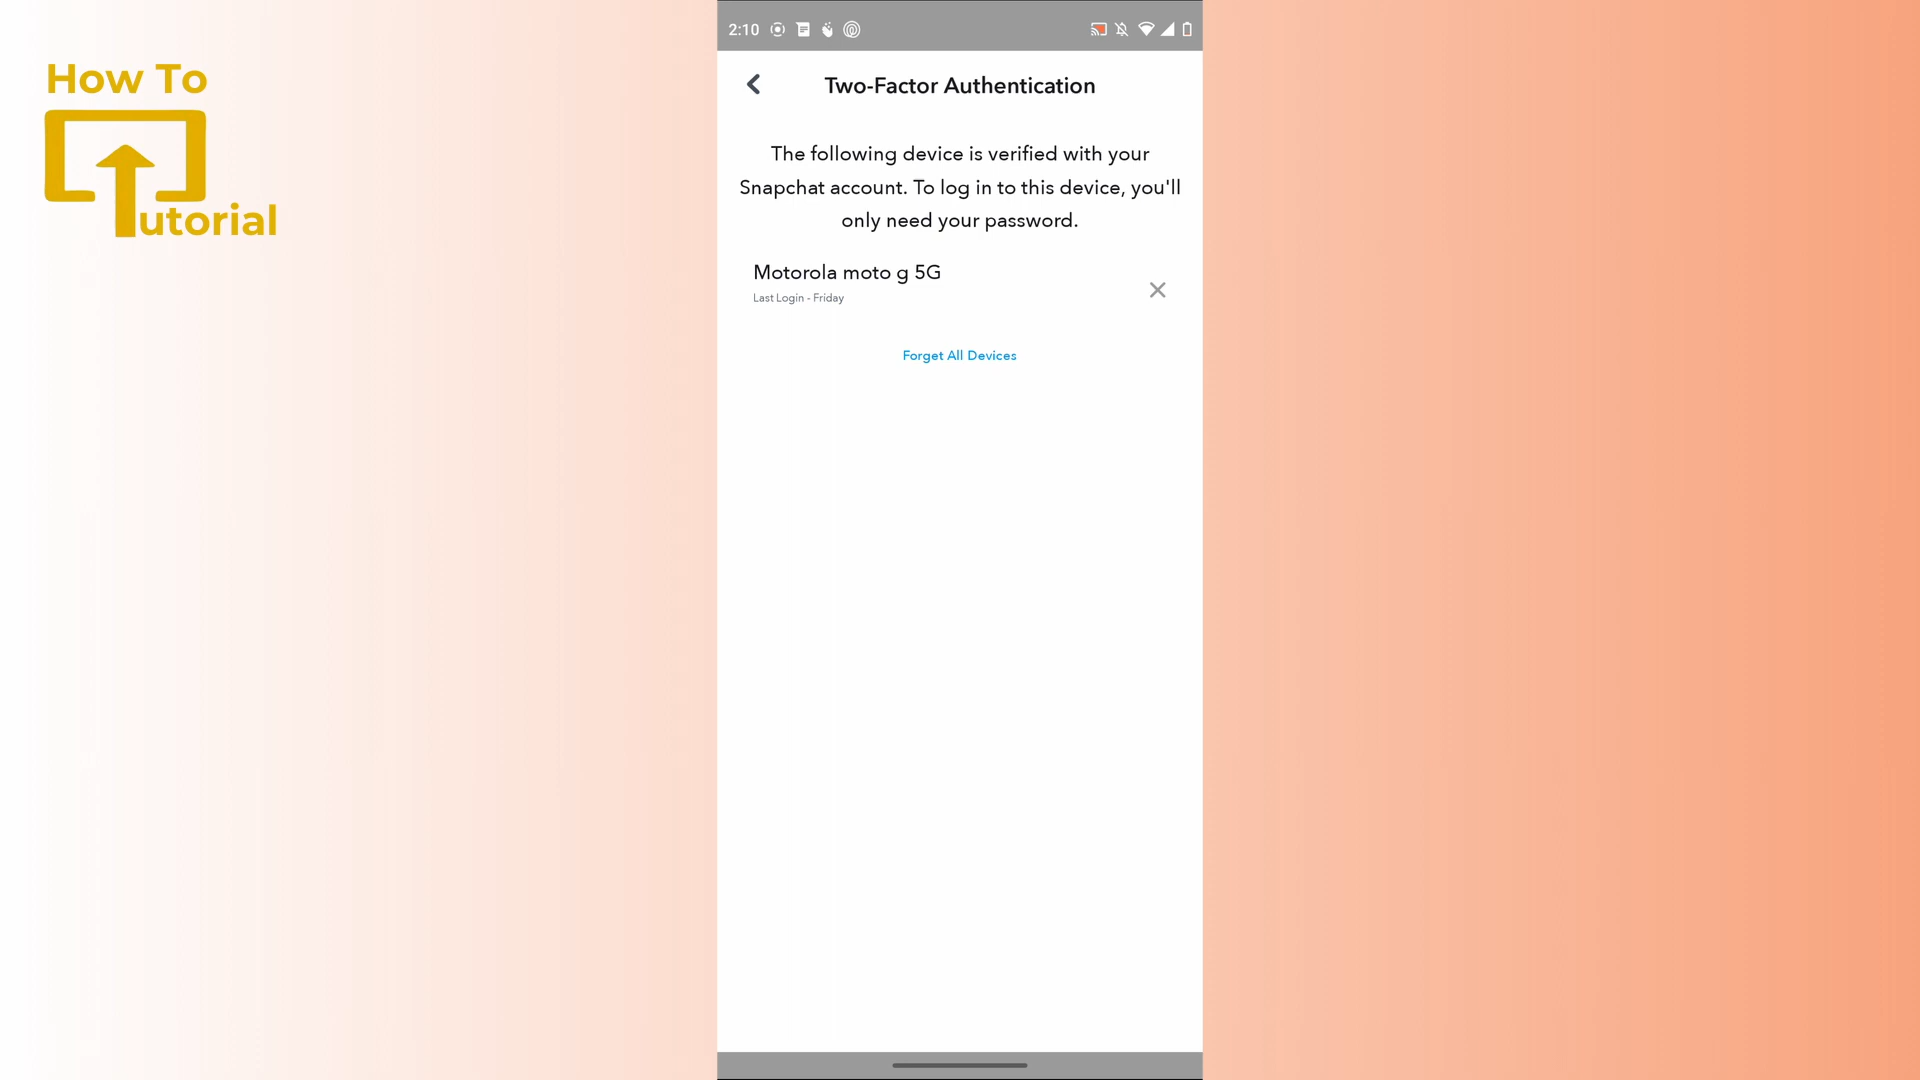 How To
utorial
2:10
Two-Factor Authentication
The following device is verified with your
Snapchat account. To log in to this device, you'll
only need your password.
Motorola moto g 5G
Last Login - Friday
Forget All Devices